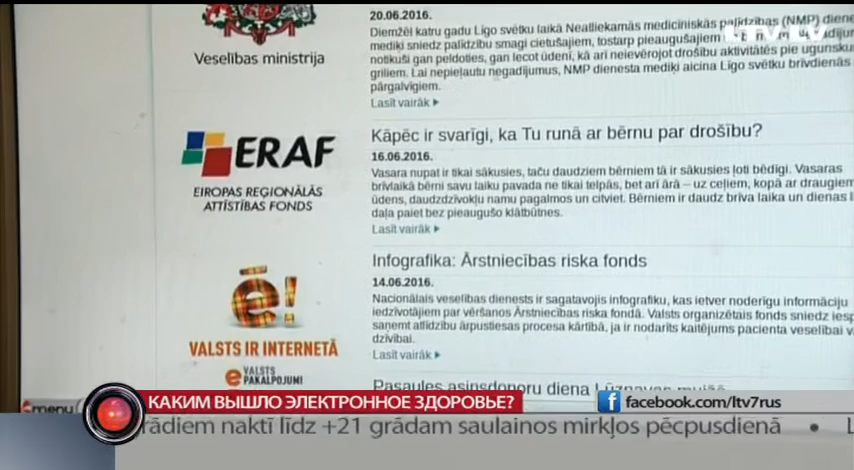 ltv.tv
Veselības ministrija
ERAF
EIROPAS REĢIONĀLĀS
ATTĪSTĪBAS FONDS
ē!
VALSTS IR INTERNETĀ
e VALSTS
PAKALPOJUMI
menu
20.06.2016.
Diemžēl katru gadu Līgo svētku laikā Neatliekamās medicīniskās palīdzības (NMP)
mediķi sniedz palīdzību smagi cietušajiem, tostarp pieaugušajiem
notikuši gan peldoties, gan lecot ūdenī, kā arī neievērojot drošību aktivitātēs pie
griliem. Lai nepieļautu negadījumus, NMP dienesta mediķi aicina Līgo svētku brīvdienās
pārgalvīgiem.
Lasīt vairāk
Kāpēc ir svarīgi, ka Tu runā ar bērnu par drošību?
16.06.2016.
Vasara nupat ir tikai sākusies, taču daudziem bērniem tā ir sākusies ļoti bēdīgi. Vasaras
brīvlaikā bērni savu laiku pavada ne tikai telpās, bet arī ārā – uz ceļiem, kopā ar draugiem
ūdens, daudzdzīvokļu namu pagalmos un citviet. Bērniem ir daudz brīva laika un dienas
daļa paiet bez pieaugušo klātbūtnes.
Lasīt vairāk
Infografika: Ārstniecības riska fonds
14.06.2016.
Nacionālais veselības dienests ir sagatavojis infografiku, kas ietver noderīgu informāciju
iedzīvotājiem par vēršanos Ārstniecības riska fondā. Valsts organizētais fonds sniedz
saņemt atlīdzību ārpustiesas procesa kārtībā, ja ir nodarīts kaitējums pacienta veselībai
dzīvībai.
Lasīt vairāk
Pasaules asinsdonoru diena
КАКИМ ВЫШЛО ЭЛЕКТРОННОЕ ЗДОРОВЬЕ?
facebook.com/ltv7rus
grādiem naktī līdz +21 grādam saulainos mirkļos pēcpusdienā •